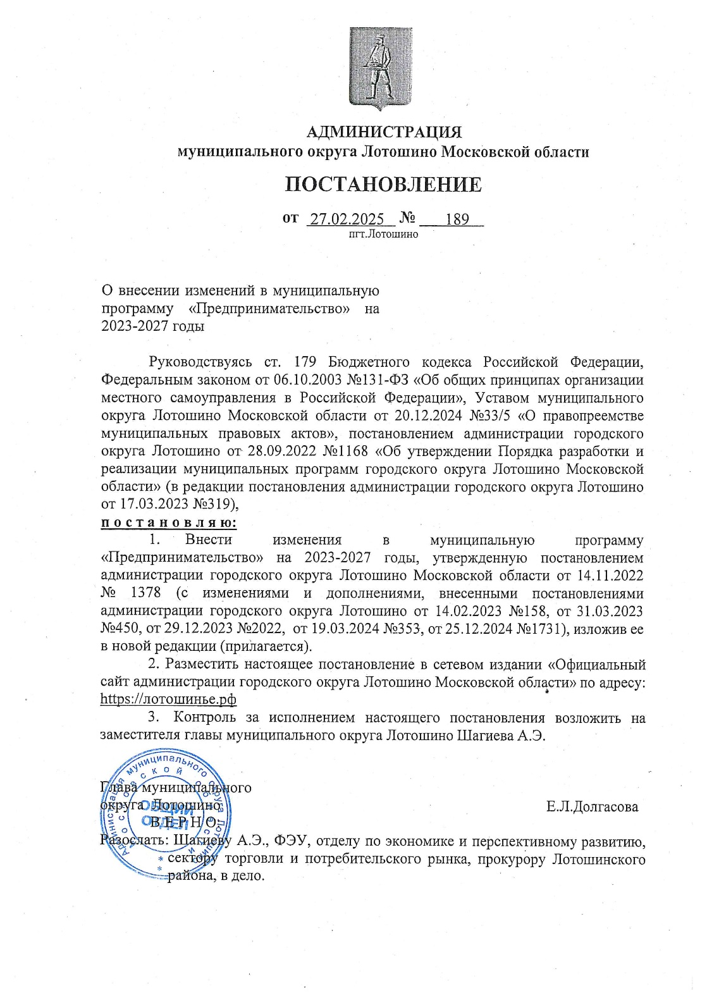 АДМИНИСТРАЦИЯ
муниципального округа Лотошино Московской области
ПОСТАНОВЛЕНИЕ
от 27.02.2025 № 189
пгт.Лотошино
О внесении изменений в муниципальную
программу «Предпринимательство» на
2023-2027 годы
Руководствуясь ст. 179 Бюджетного кодекса Российской Федерации,
Федеральным законом от 06.10.2003 №131-ФЗ «Об общих принципах организации
местного самоуправления в Российской Федерации», Уставом муниципального
округа Лотошино Московской области от 20.12.2024 №33/5 «О правопреемстве
муниципальных правовых актов», постановлением администрации городского
округа Лотошино от 28.09.2022 №1168 «Об утверждении Порядка разработки и
реализации муниципальных программ городского округа Лотошино Московской
области» (в редакции постановления администрации городского округа Лотошино
от 17.03.2023 №319),
п о с т а н о в л я ю:
1. Внести изменения в муниципальную программу
«Предпринимательство» на 2023-2027 годы, утвержденную постановлением
администрации городского округа Лотошино Московской области от 14.11.2022
№ 1378 (с изменениями и дополнениями, внесенными постановлениями
администрации городского округа Лотошино от 14.02.2023 №158, от 31.03.2023
№450, от 29.12.2023 №2022, от 19.03.2024 №353, от 25.12.2024 №1731), изложив ее
в новой редакции (прилагается).
2. Разместить настоящее постановление в сетевом издании «Официальный
сайт администрации городского округа Лотошино Московской области» по адресу:
https://лотошинье.рф
3. Контроль за исполнением настоящего постановления возложить на
заместителя главы муниципального округа Лотошино Шагиева А.Э.
Глава муниципального
округа Лотошино Е.Л.Долгасова
ВЕРНО:
Разослать: Шагиеву А.Э., ФЭУ, отделу по экономике и перспективному развитию,
сектору торговли и потребительского рынка, прокурору Лотошинского
района, в дело.
Администрация муниципального округа Лотошино
Московской области
ОБЩИЙ
ОТДЕЛ